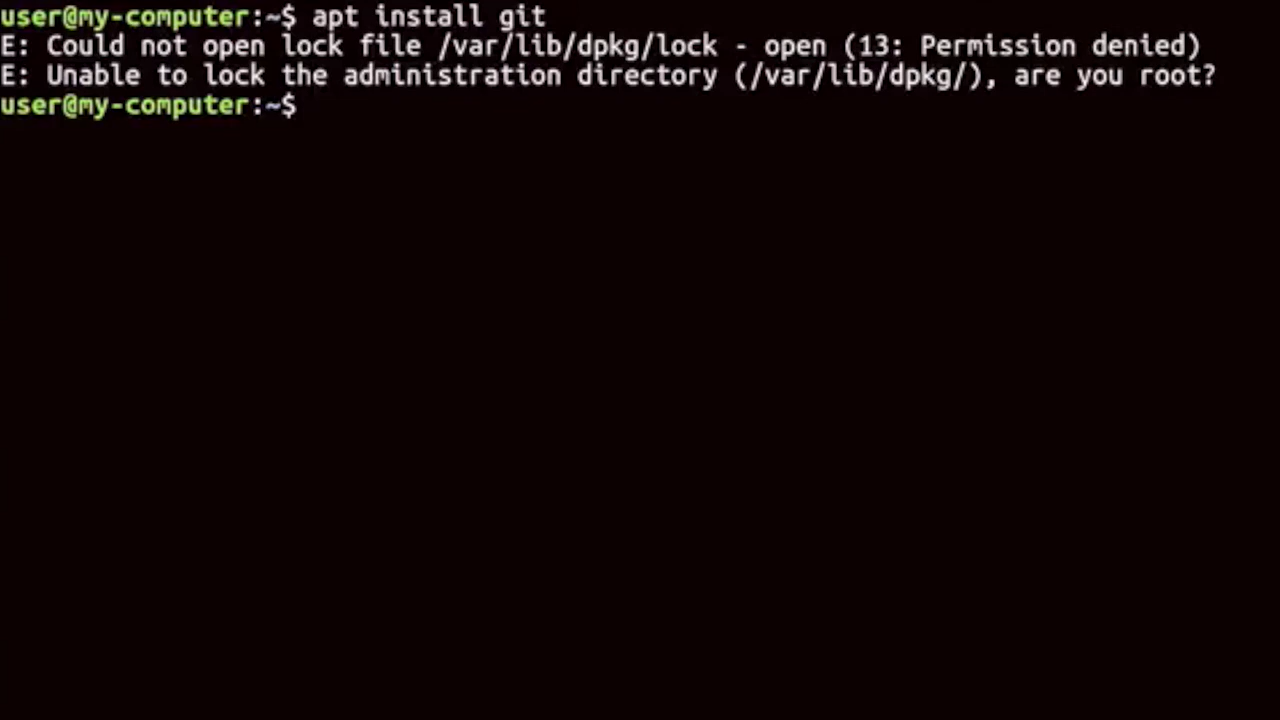 user@my-computer:~$ apt install git
E: Could not open lock file /var/lib/dpkg/lock - open (13: Permission denied)
E: Unable to lock the administration directory (/var/lib/dpkg/), are you root?
user@my-computer:~$